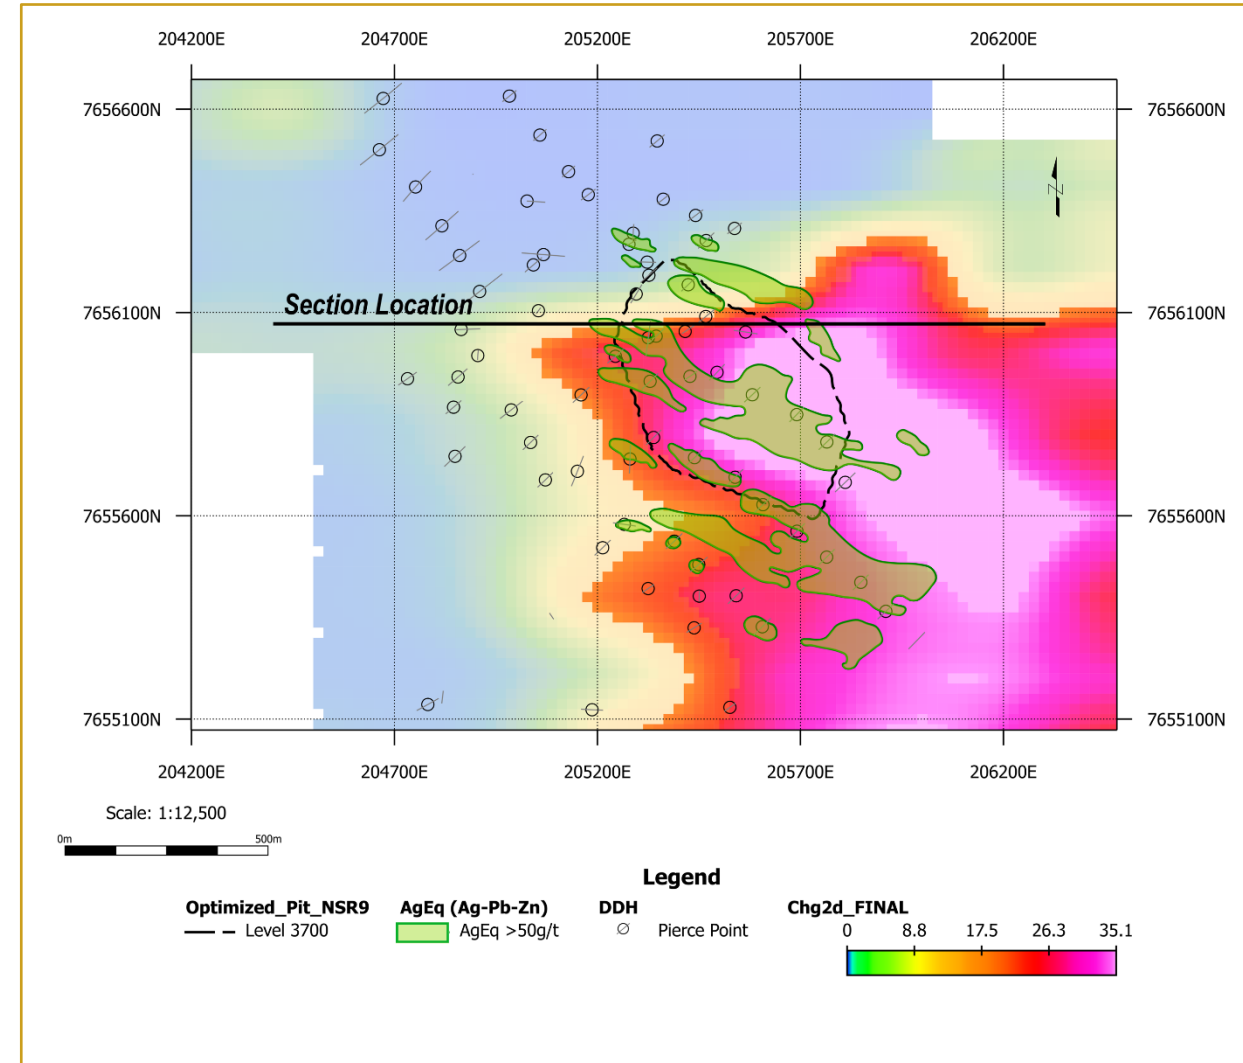 204200E 204700E 205200E 205700E 206200E
7656600N 7656600N
N
Section Location
7656100N 7656100N
7655600N 7655600N
7655100N 7655100N
204200E 204700E 205200E 205700E 206200E
Scale: 1:12,500
0m 500m
Legend
Optimized_Pit_NSR9 AgEq (Ag-Pb-Zn) DDH Chg2d_FINAL
Level 3700 AgEq >50g/t Pierce Point
0 8.8 17.5 26.3 35.1